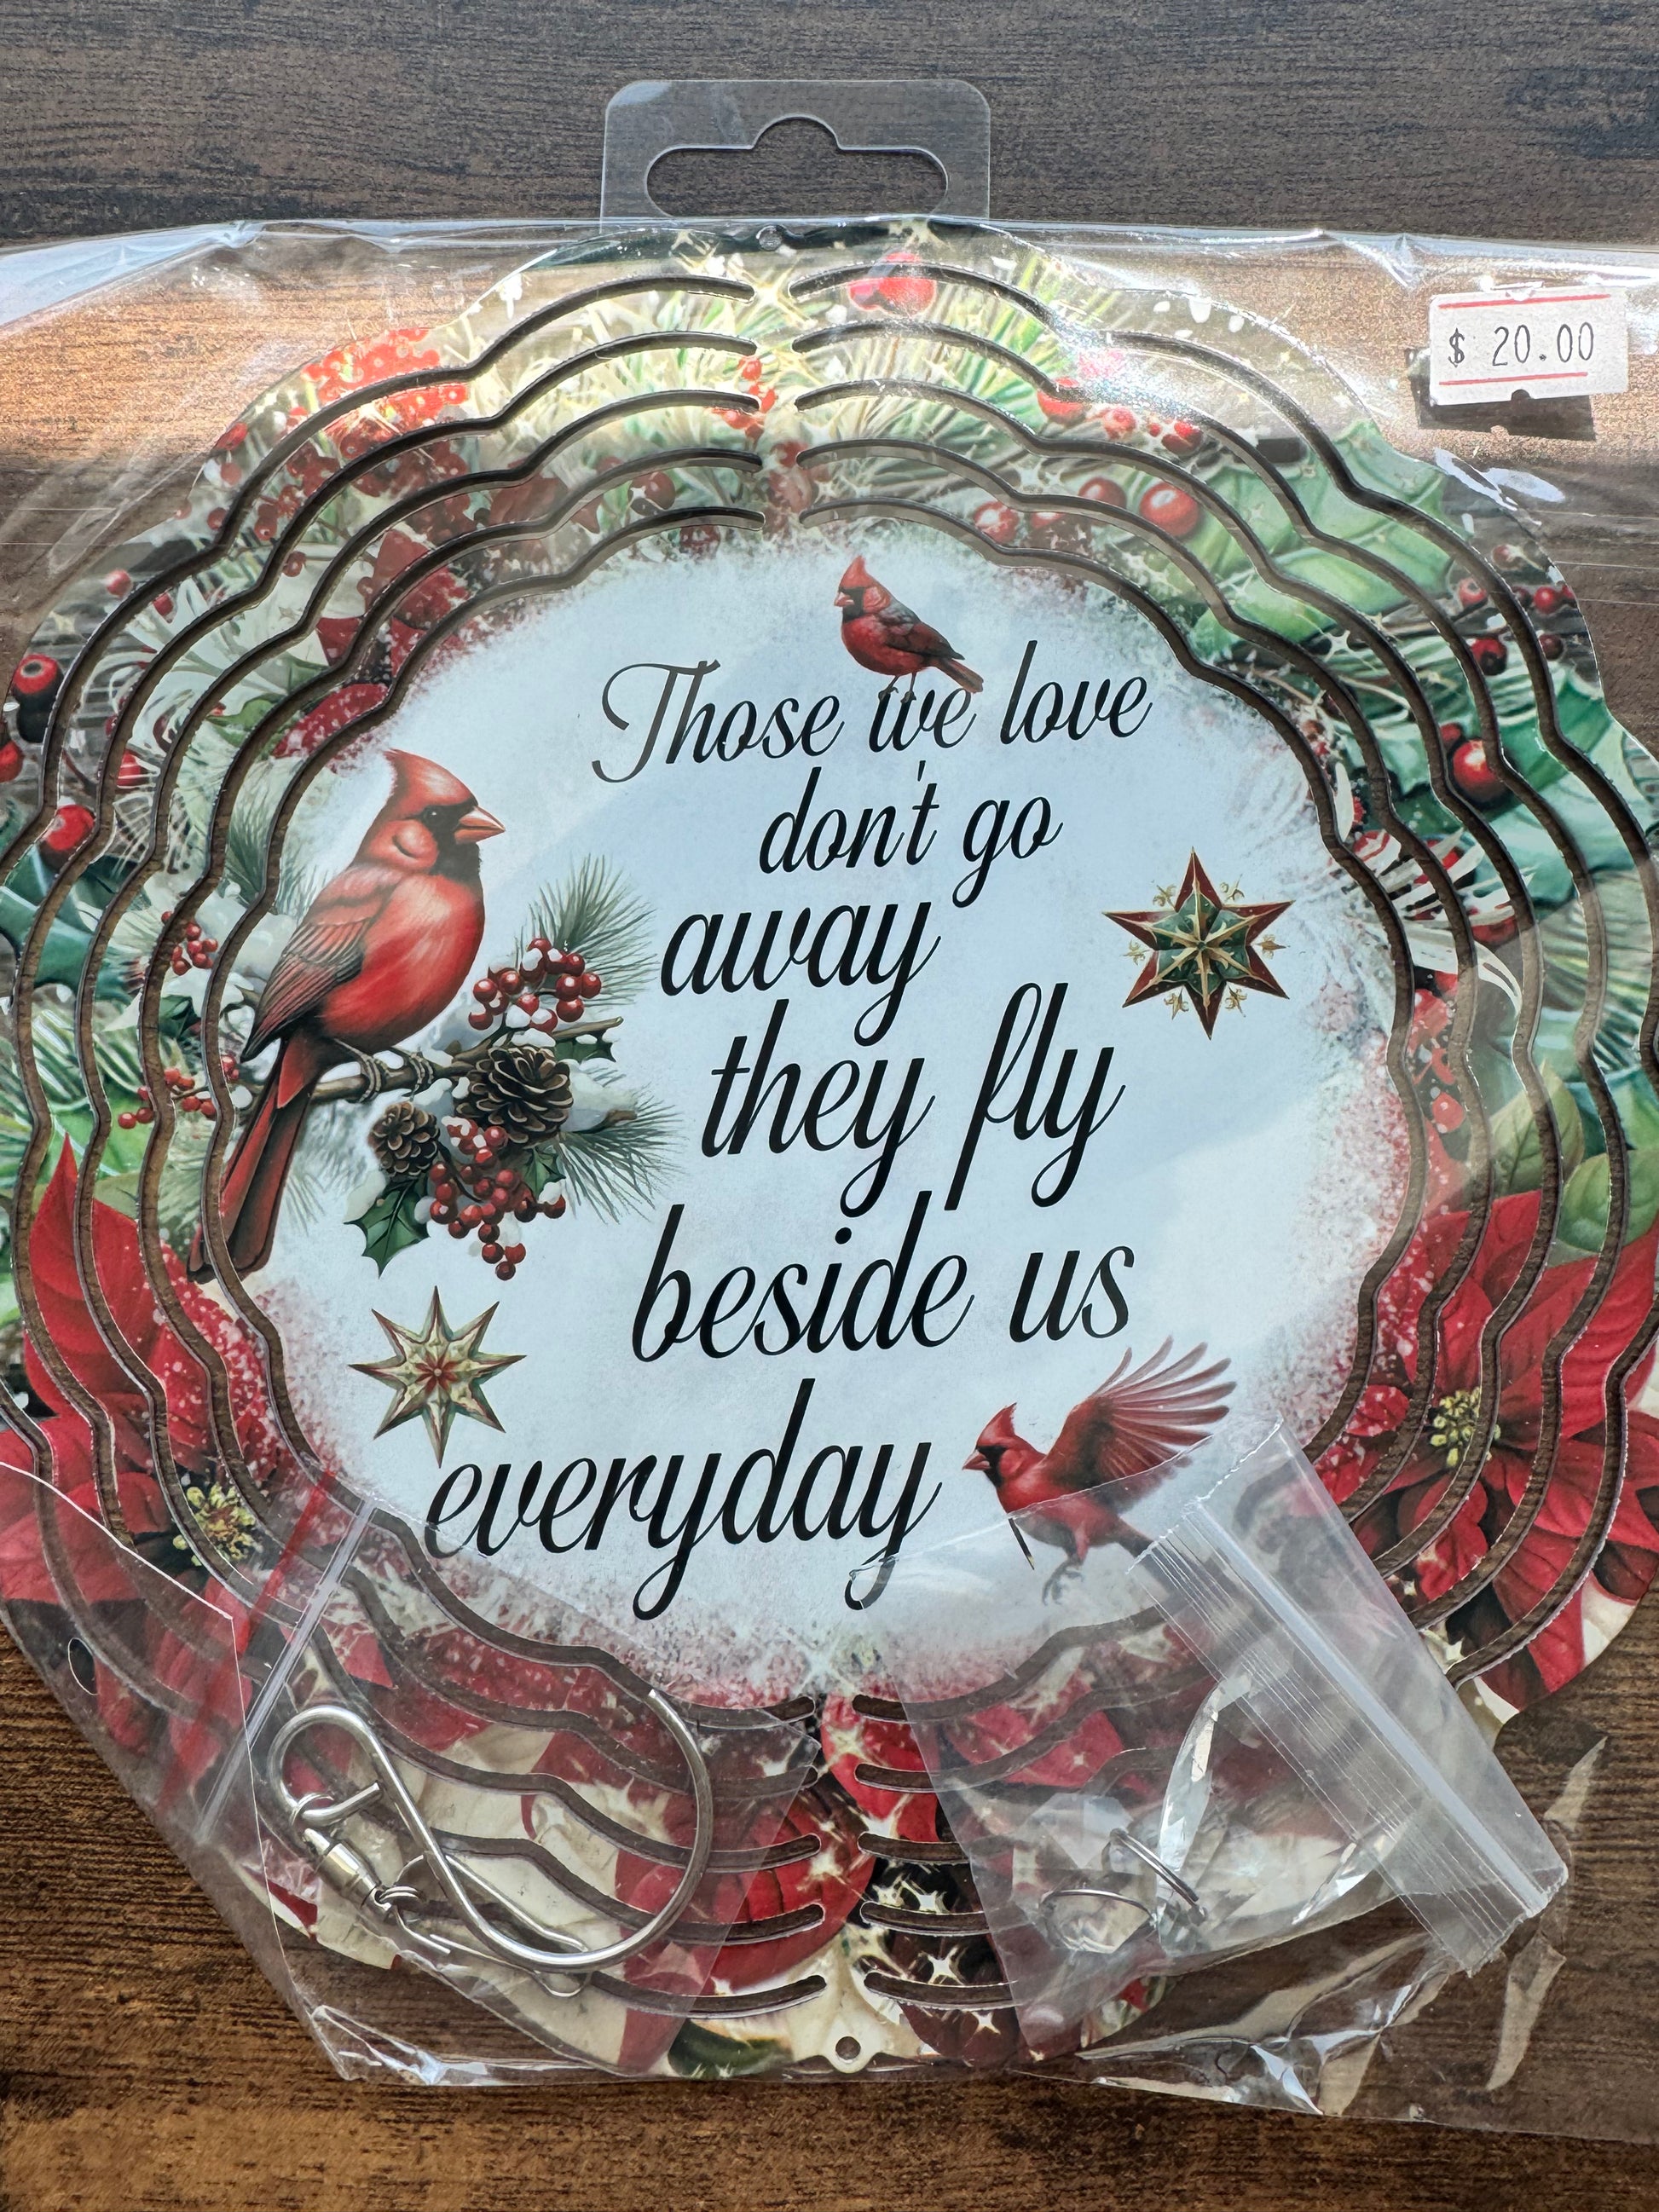 $ 20.00
Those we love
don't go
away
they fly
beside us
everyday